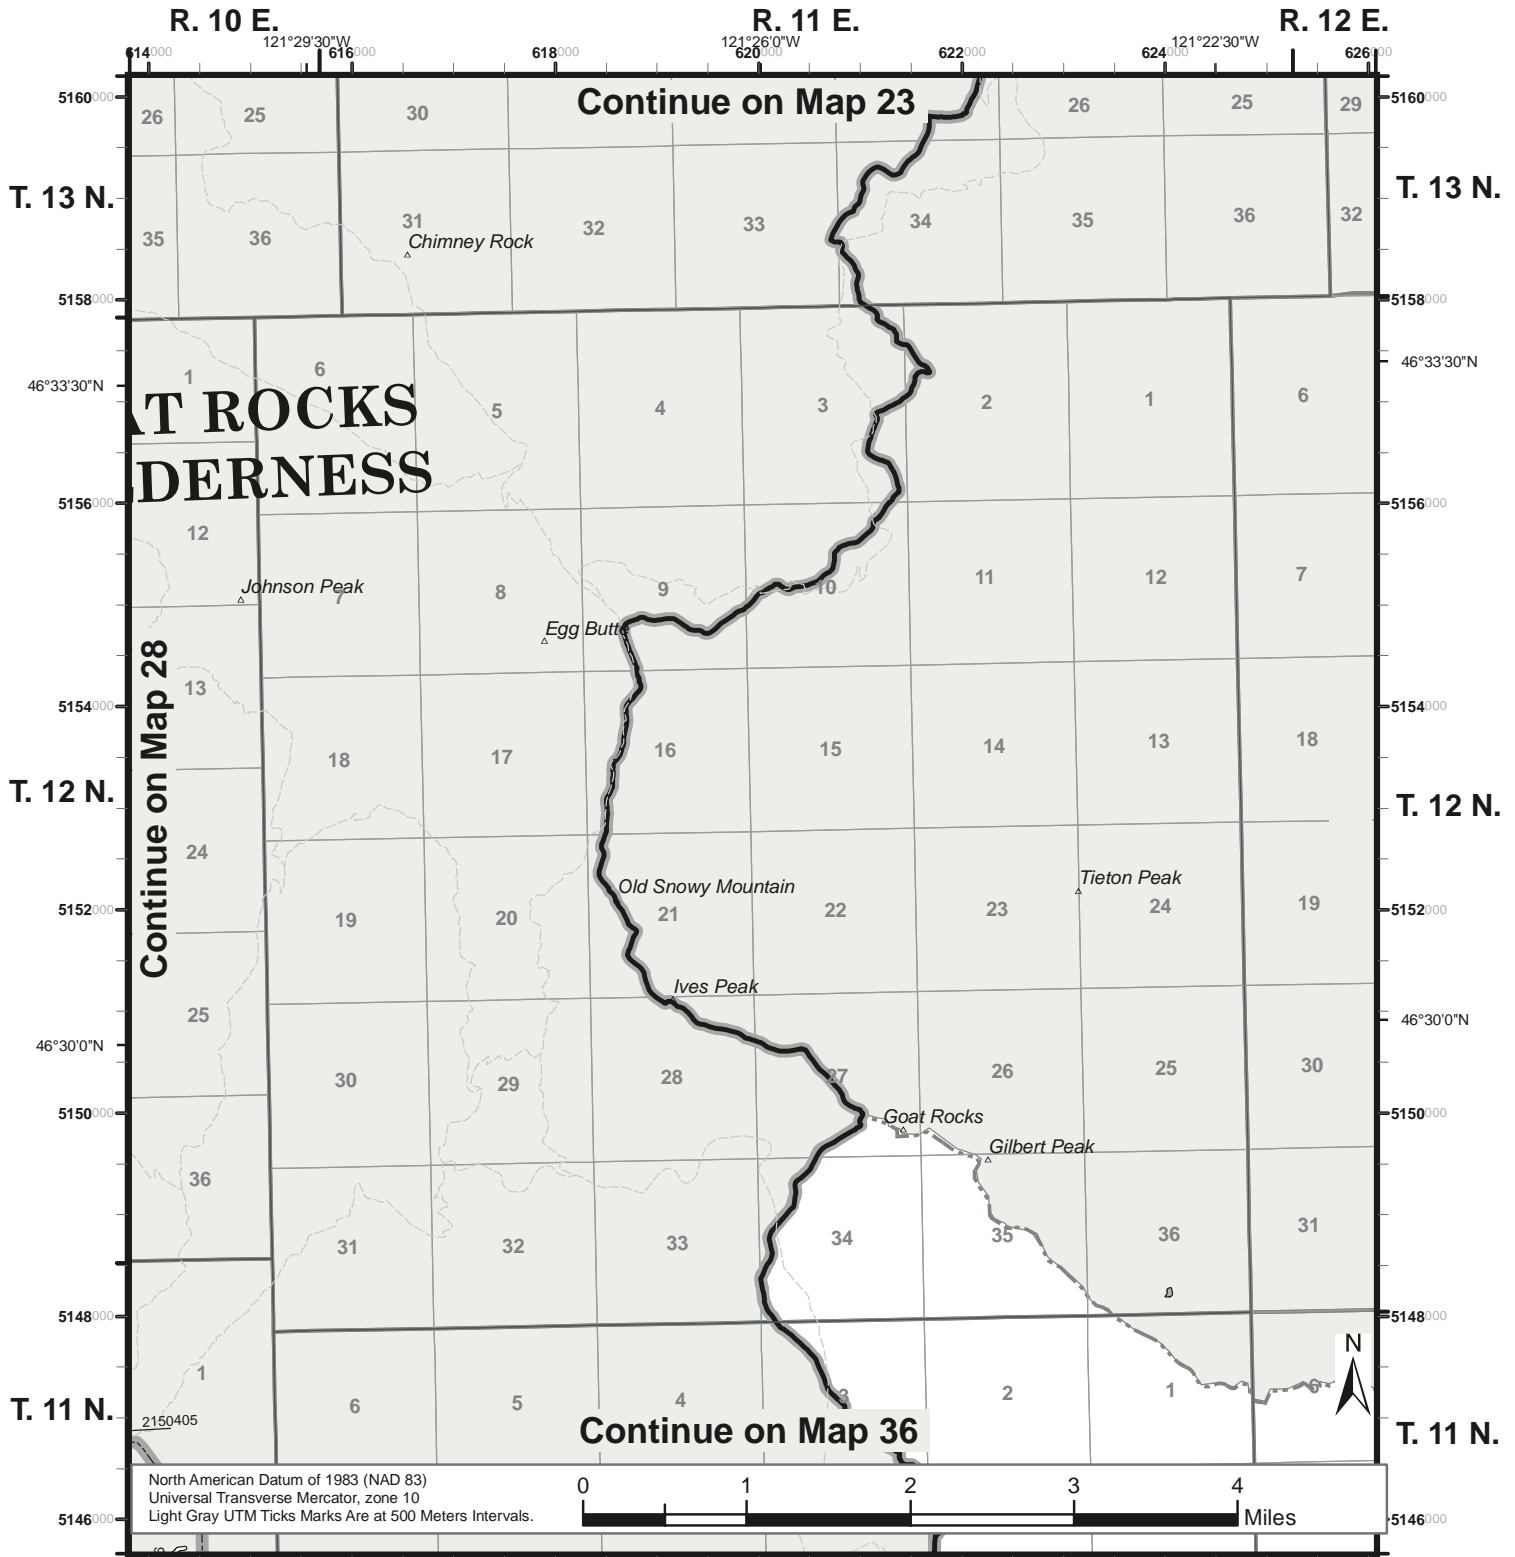 R. 10 E. R. 11 E. R. 12 E.
121°29'30"W 121°26'0"W 121°22'30"W
614000 616000 618000 620000 622000 624000 626000
Continue on Map 23
5160000 5160000
26 25 30 26 25 29
T. 13 N. T. 13 N.
35 36 31 32 33 34 35 36 32
Chimney Rock
5158000 5158000
46°33'30"N 46°33'30"N
1 6 5 4 3 2 1 6
AT ROCKS
DERNESS
5156000 5156000
12 7 8 9 10 11 12 7
Johnson Peak
Egg Butte
Continue on Map 28
13 18 17 16 15 14 13 18
5154000 5154000
T. 12 N. T. 12 N.
24 19 20 21 22 23 24 19
Old Snowy Mountain
Tieton Peak
5152000 5152000
Ives Peak
25 30 29 28 27 26 25 30
46°30'0"N 46°30'0"N
5150000 5150000
Goat Rocks
Gilbert Peak
36 31 32 33 34 35 36 31
5148000 5148000
N
1 6 5 4 3 2 1 6
T. 11 N. T. 11 N.
2150405
Continue on Map 36
North American Datum of 1983 (NAD 83)
Universal Transverse Mercator, zone 10
Light Gray UTM Ticks Marks Are at 500 Meters Intervals.
0 1 2 3 4
Miles
5146000 5146000